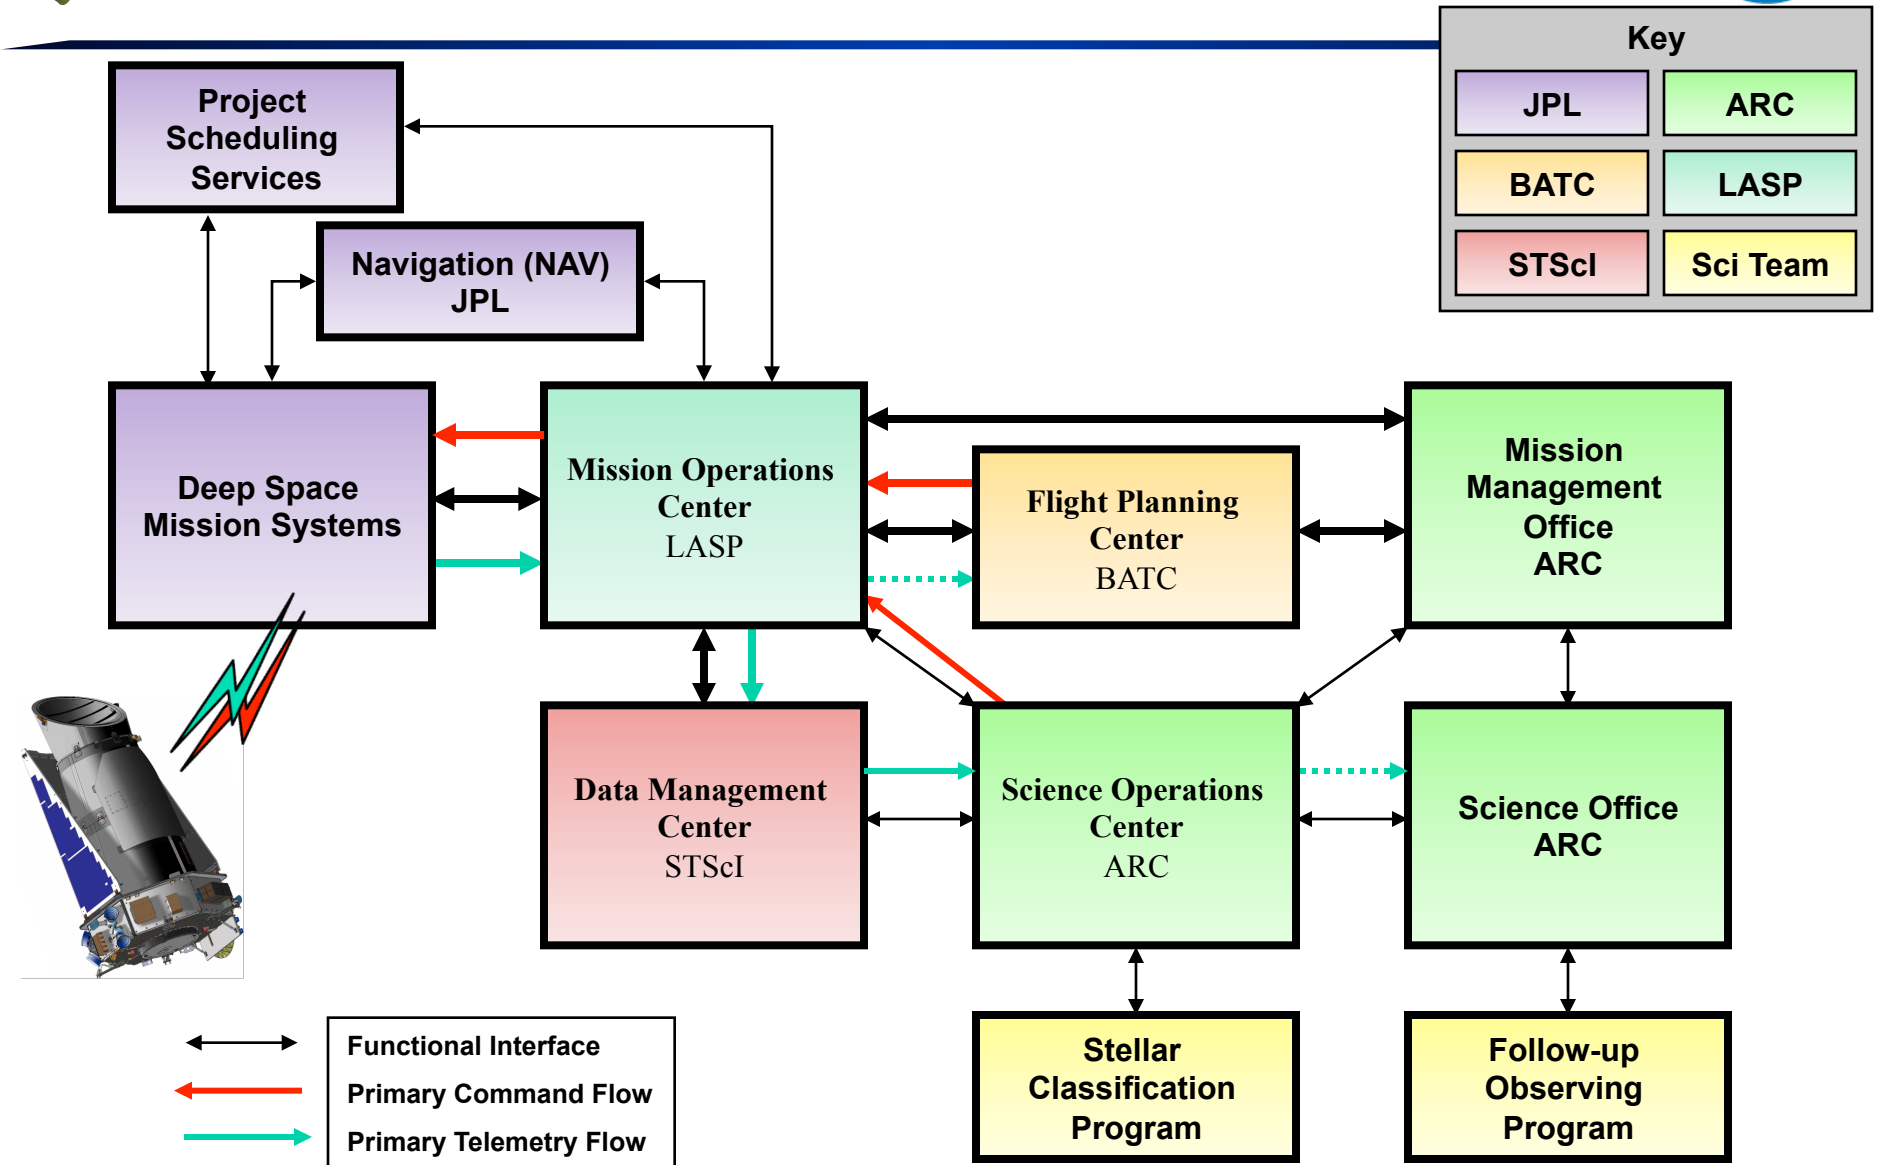 Key
JPL
ARC
BATC
LASP
STScI
Sci Team
Project
Scheduling
Services
Navigation (NAV)
JPL
Deep Space
Mission Systems
Mission Operations
Center
LASP
Flight Planning
Center
BATC
Mission
Management
Office
ARC
Data Management
Center
STScI
Science Operations
Center
ARC
Science Office
ARC
Stellar
Classification
Program
Follow-up
Observing
Program
Functional Interface
Primary Command Flow
Primary Telemetry Flow